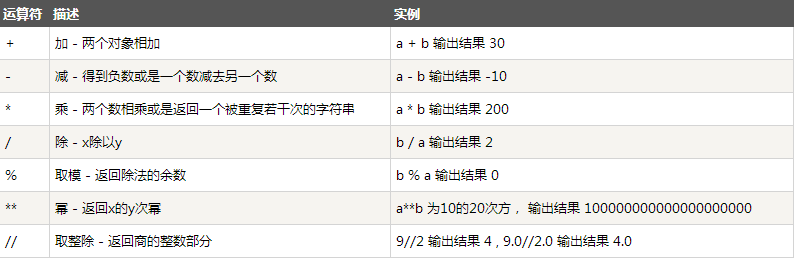 运算符 描述 实例
+ 加 - 两个对象相加 a + b 输出结果 30
- 减 - 得到负数或是一个数减去另一个数 a - b 输出结果 -10
* 乘 - 两个数相乘或是返回一个被重复若干次的字符串 a * b 输出结果 200
/ 除 - x除以y b / a 输出结果 2
% 取模 - 返回除法的余数 b % a 输出结果 0
** 幂 - 返回x的y次幂 a**b 为10的20次方， 输出结果 100000000000000000000
// 取整除 - 返回商的整数部分 9//2 输出结果 4 , 9.0//2.0 输出结果 4.0